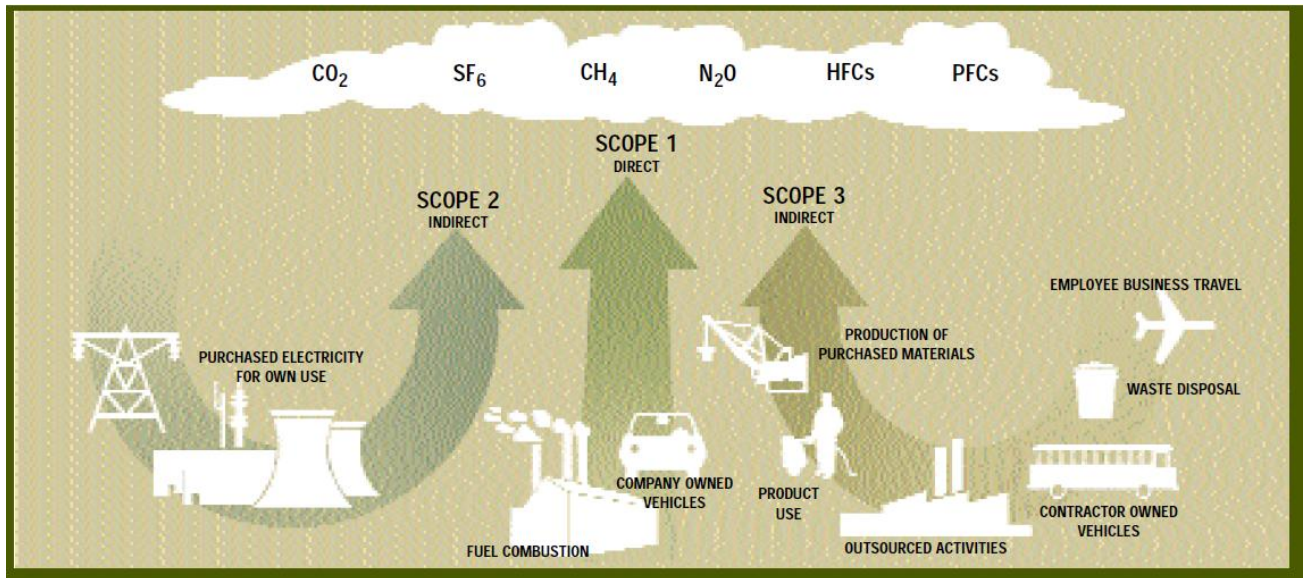 CO₂ SF₆ CH₄ N₂O HFCs PFCs
SCOPE 1
DIRECT
SCOPE 2
INDIRECT
SCOPE 3
INDIRECT
EMPLOYEE BUSINESS TRAVEL
PURCHASED ELECTRICITY
FOR OWN USE
PRODUCTION OF
PURCHASED MATERIALS
WASTE DISPOSAL
COMPANY OWNED
VEHICLES
PRODUCT
USE
CONTRACTOR OWNED
VEHICLES
FUEL COMBUSTION
OUTSOURCED ACTIVITIES